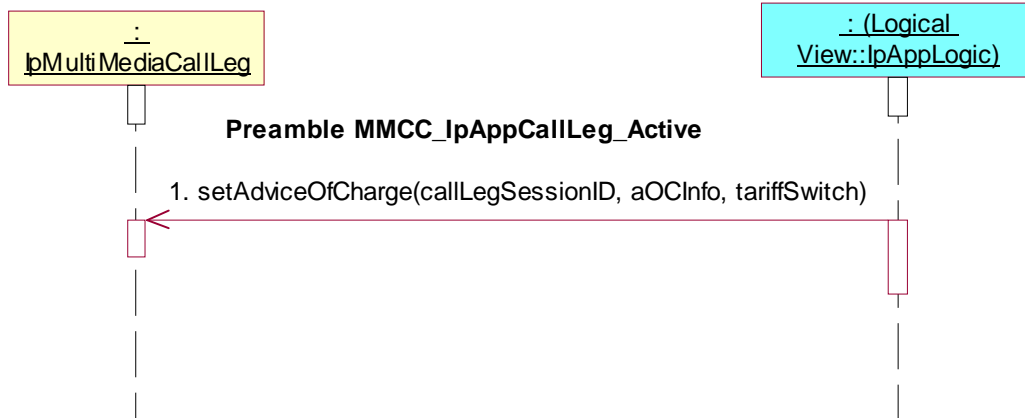 :
IpMultiMediaCallLeg
: (Logical
View::IpAppLogic)
Preamble MMCC_IpAppCallLeg_Active
1. setAdviceOfCharge(callLegSessionID, aOCInfo, tariffSwitch)